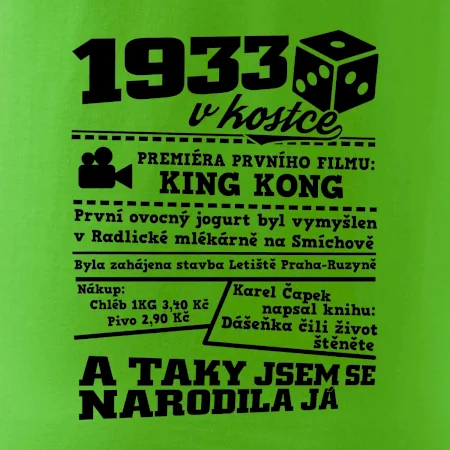 1933
v kostce
PREMIÉRA PRVNÍHO FILMU:
KING KONG
První ovocný jogurt byl vymyšlen
v Radlické mlékárně na Smíchově
Byla zahájena stavba Letiště Praha-Ruzyně
Nákup:
Chléb 1KG 3,40 Kč
Pivo 2,90 Kč
Karel Čapek
napsal knihu:
Dášeňka čili život
štěněte
A TAKY JSEM SE
NARODILA JÁ